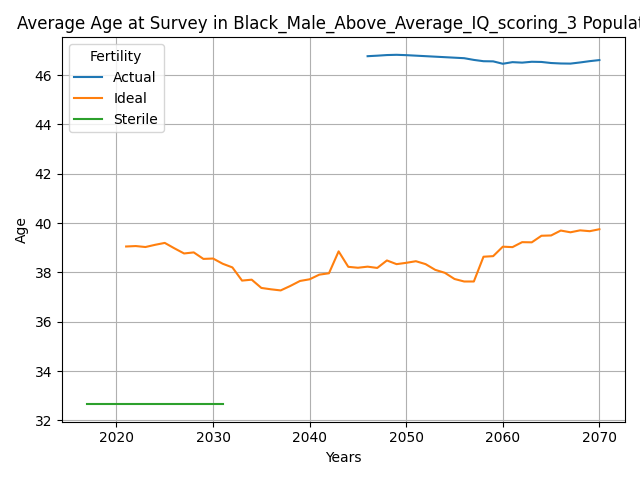 Average Age at Survey in Black_Male_Above_Average_IQ_scoring_3 Populat
Fertility
Actual
Ideal
Sterile
Age
46
44
42
40
38
36
34
32
2020
2030
2040
2050
2060
2070
Years